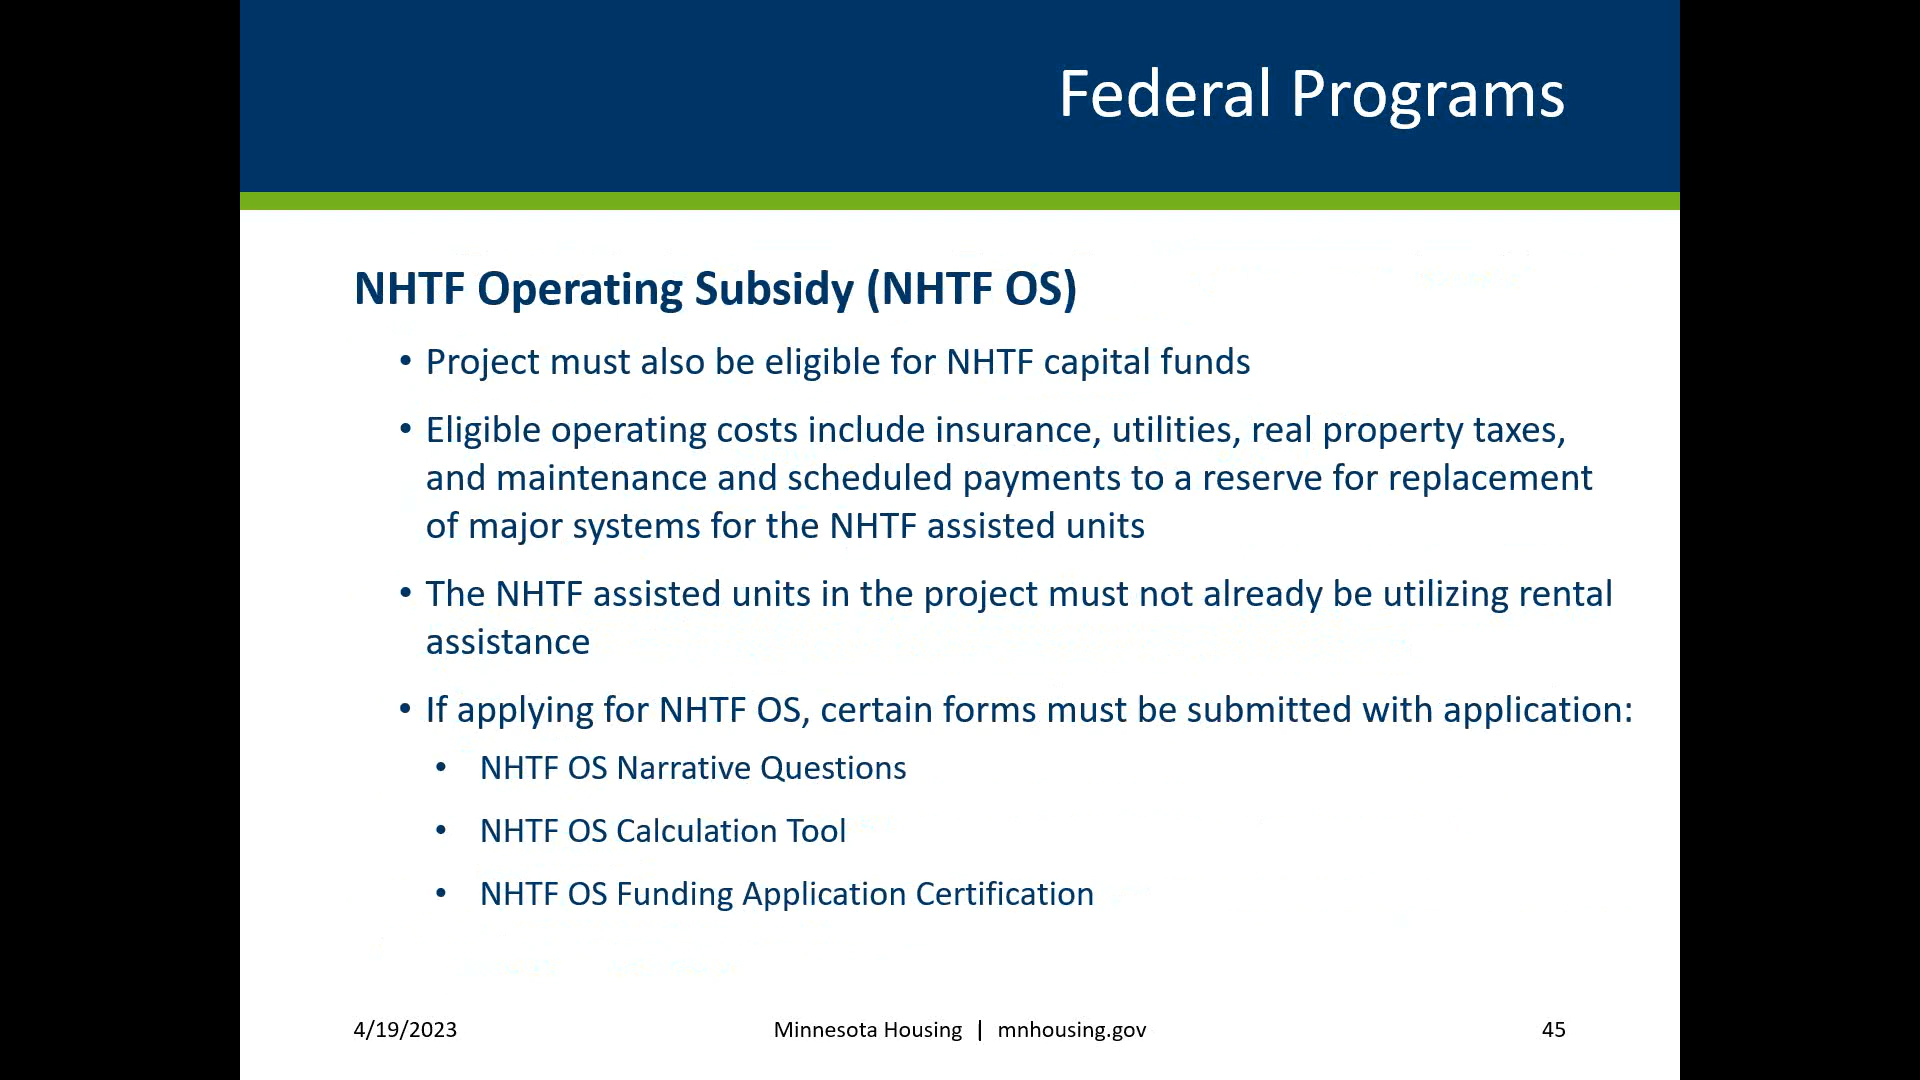 Federal Programs
NHTF Operating Subsidy (NHTF OS)
• Project must also be eligible for NHTF capital funds
• Eligible operating costs include insurance, utilities, real property taxes,
and maintenance and scheduled payments to a reserve for replacement
of major systems for the NHTF assisted units
• The NHTF assisted units in the project must not already be utilizing rental
assistance
• If applying for NHTF OS, certain forms must be submitted with application:
• NHTF OS Narrative Questions
• NHTF OS Calculation Tool
• NHTF OS Funding Application Certification
4/19/2023
Minnesota Housing | mnhousing.gov
45